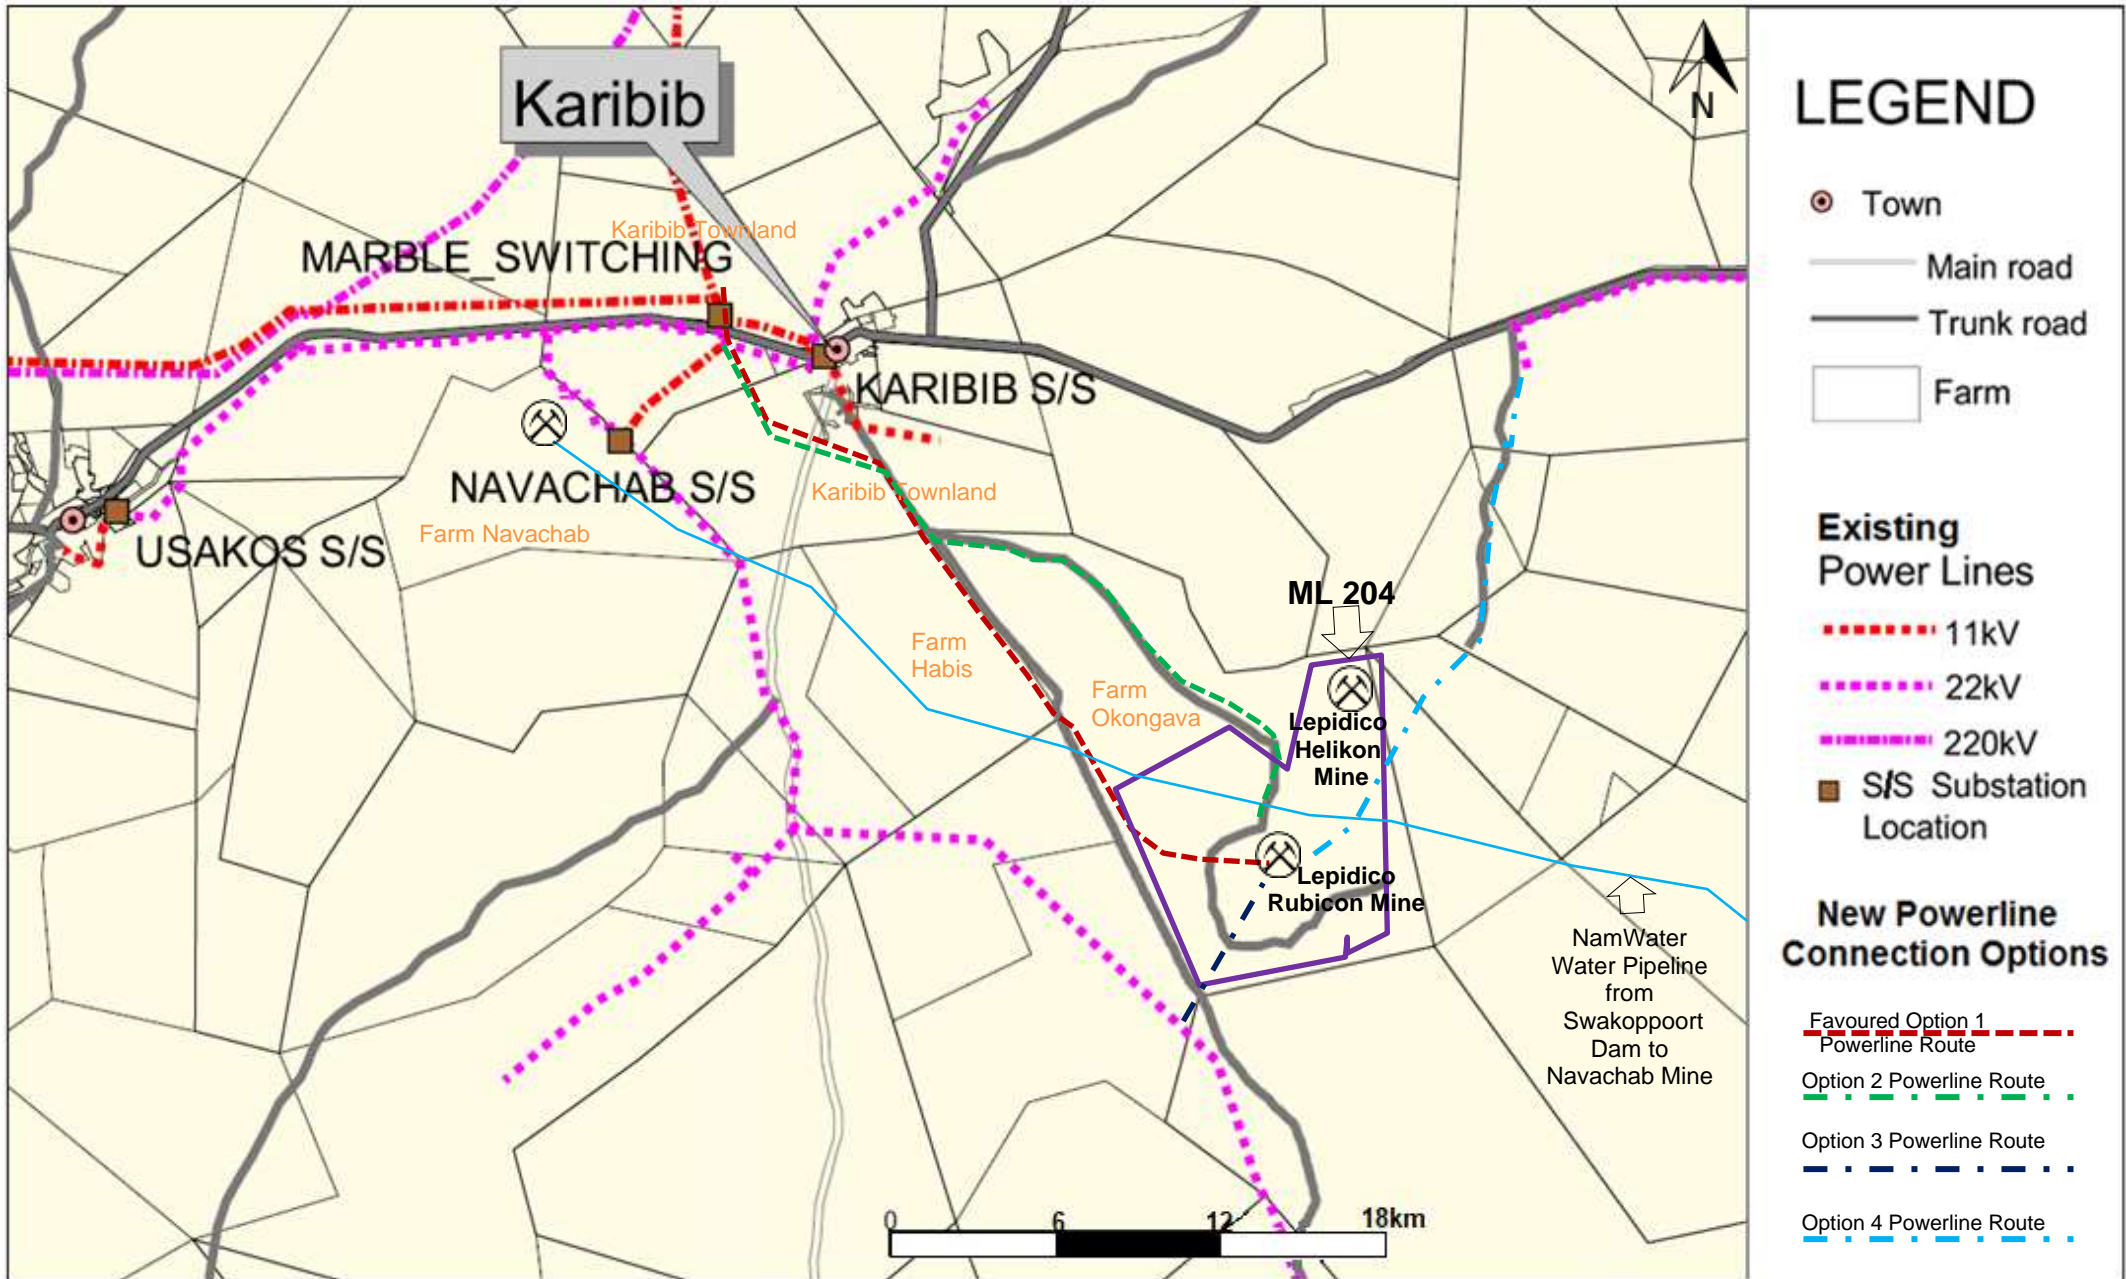 Karibib
N
Karibib Townland
MARBLE_SWITCHING
KARIBIB S/S
NAVACHAB S/S
Karibib Townland
Farm Navachab
USAKOS S/S
ML 204
Farm
Habis
Farm
Okongava
Lepidico
Helikon
Mine
Lepidico
Rubicon Mine
NamWater
Water Pipeline
from
Swakoppoort
Dam to
Navachab Mine
0 6 12 18km
LEGEND
Town
Main road
Trunk road
Farm
Existing
Power Lines
11kV
22kV
220kV
S/S Substation
Location
New Powerline
Connection Options
Favoured Option 1
Powerline Route
Option 2 Powerline Route
Option 3 Powerline Route
Option 4 Powerline Route